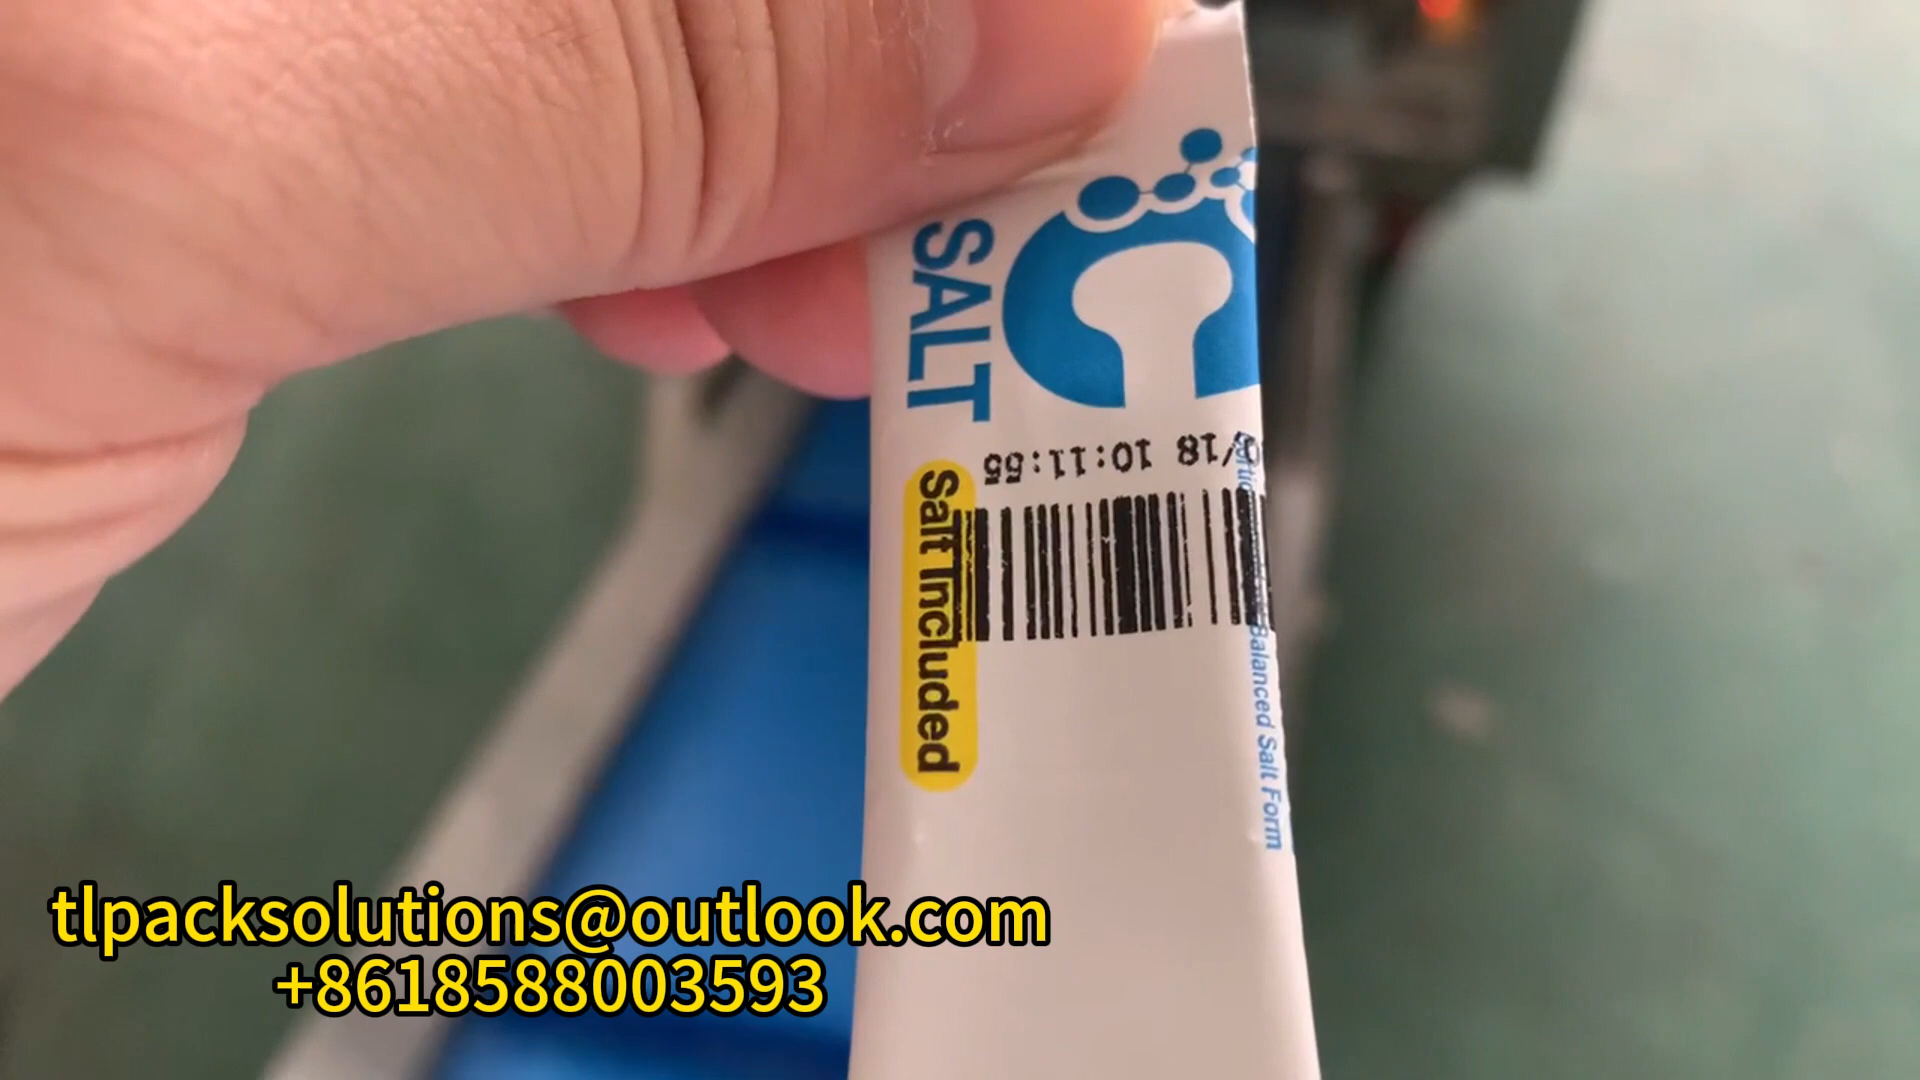 SALT
18 10:11:55
Salt Included
Balanced Salt Form
tlpacksolutions@outlook.com
+8618588003593